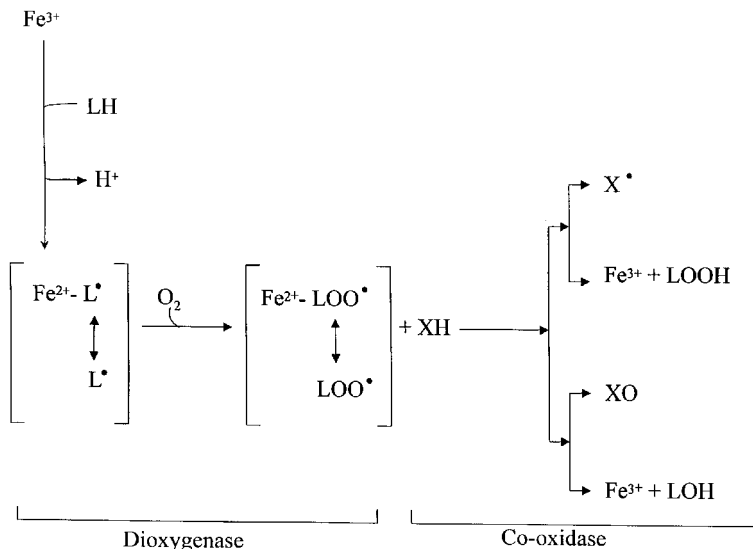 Fe³⁺
LH
H⁺
X•
Fe²⁺- L•
O₂
Fe²⁺- LOO•
Fe³⁺ + LOOH
+ XH
L•
LOO•
XO
Fe³⁺ + LOH
Dioxygenase
Co-oxidase